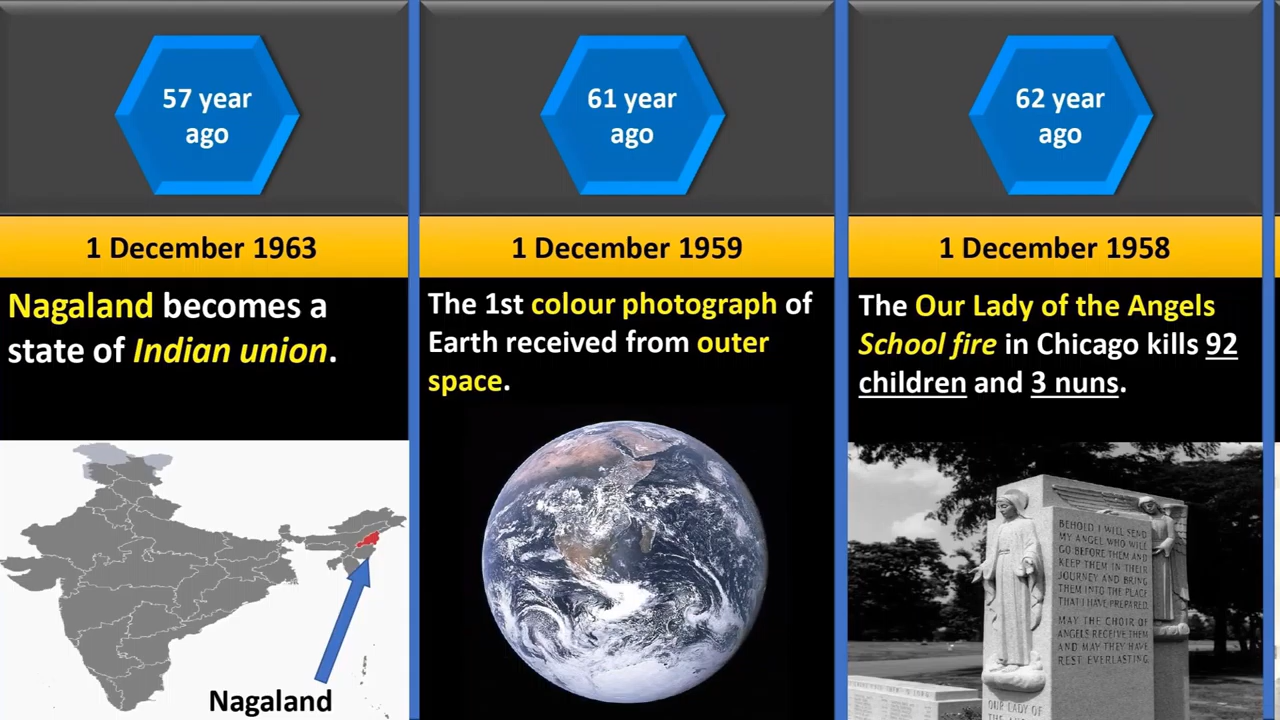 57 year
ago
1 December 1963
Nagaland becomes a
state of Indian union.
Nagaland
61 year
ago
1 December 1959
The 1st colour photograph of
Earth received from outer
space.
62 year
ago
1 December 1958
The Our Lady of the Angels
School fire in Chicago kills 92
children and 3 nuns.
BEHOLD I WILL SEND
MY ANGEL WHO WILL
GO BEFORE THEM AND
KEEP THEM IN THEIR
JOURNEY AND BRING
THEM INTO THE PLACE
THAT I HAVE PREPARED.
MAY THE CHOIR OF
ANGELS RECEIVE THEM
AND MAY THEY HAVE
REST EVERLASTING.
OUR LADY OF